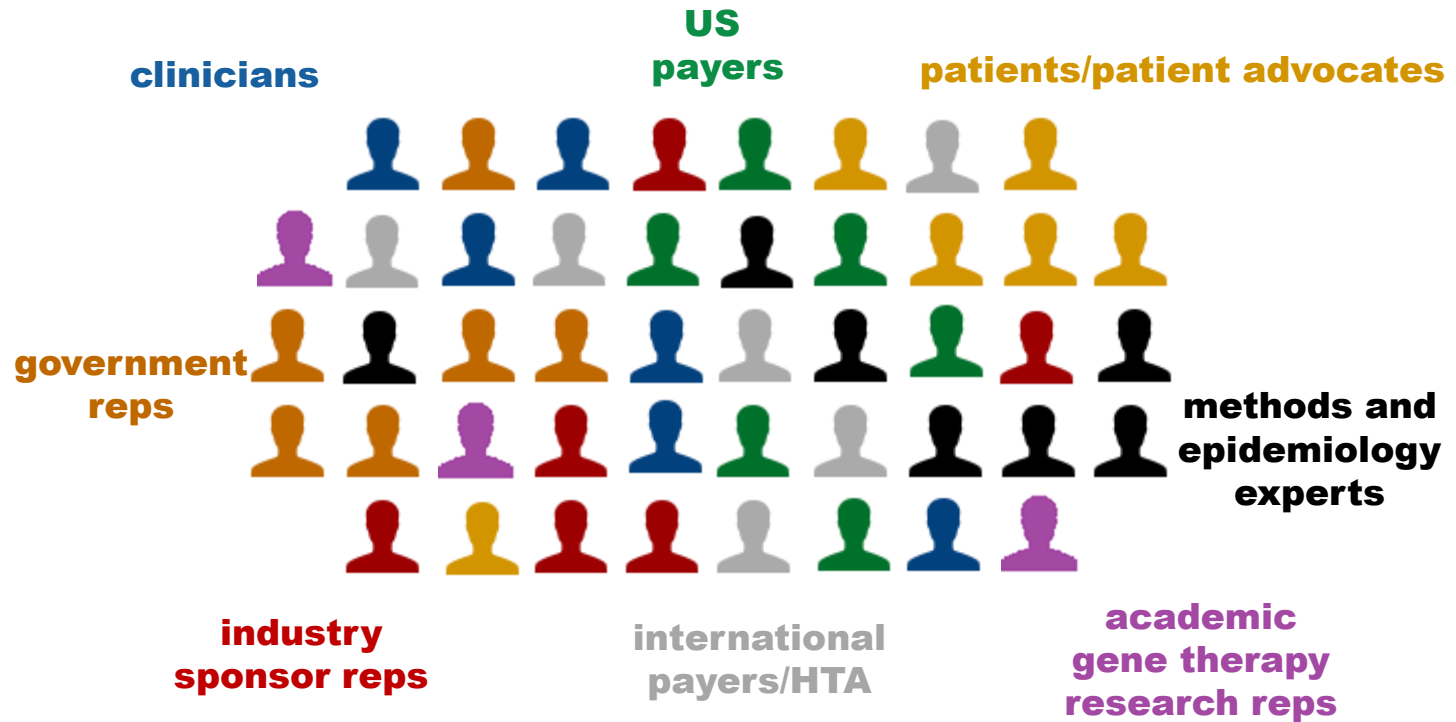 clinicians
US
payers
patients/patient advocates
government
reps
methods and
epidemiology
experts
industry
sponsor reps
international
payers/HTA
academic
gene therapy
research reps